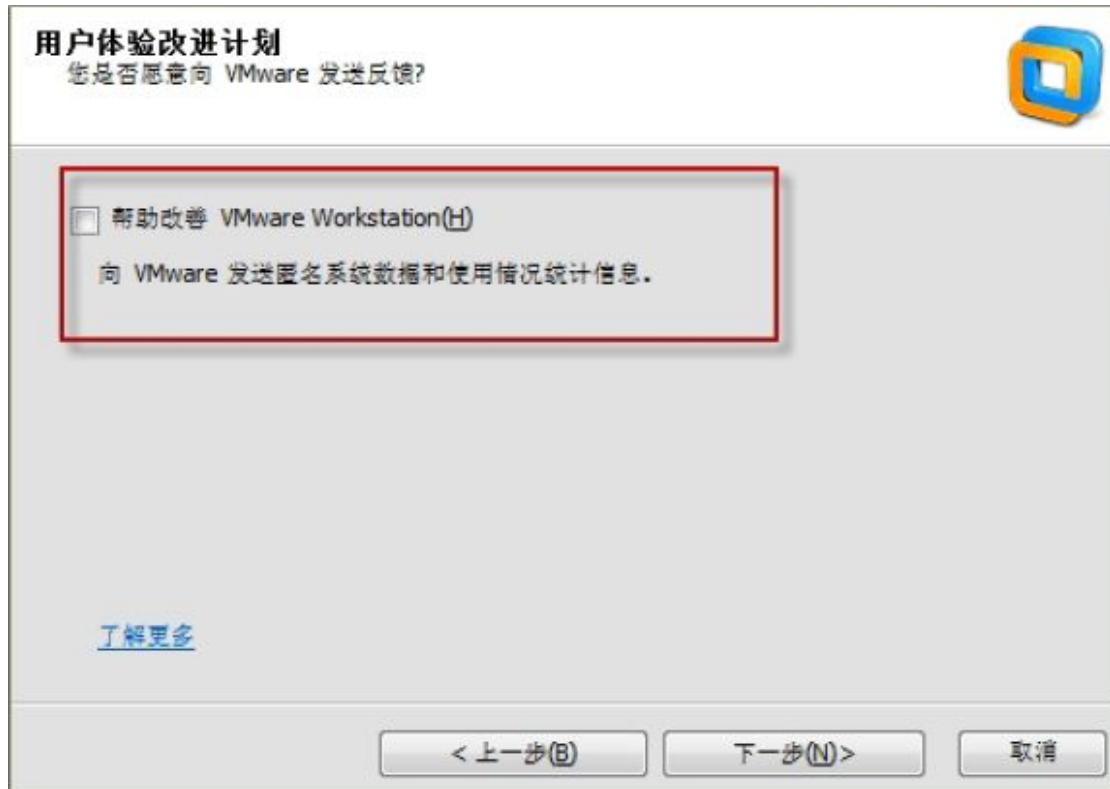 用户体验改进计划
您是否愿意向 VMware 发送反馈?
帮助改善 VMware Workstation(H)
向 VMware 发送匿名系统数据和使用情况统计信息。
了解更多
< 上一步(B)
下一步(N)>
取消